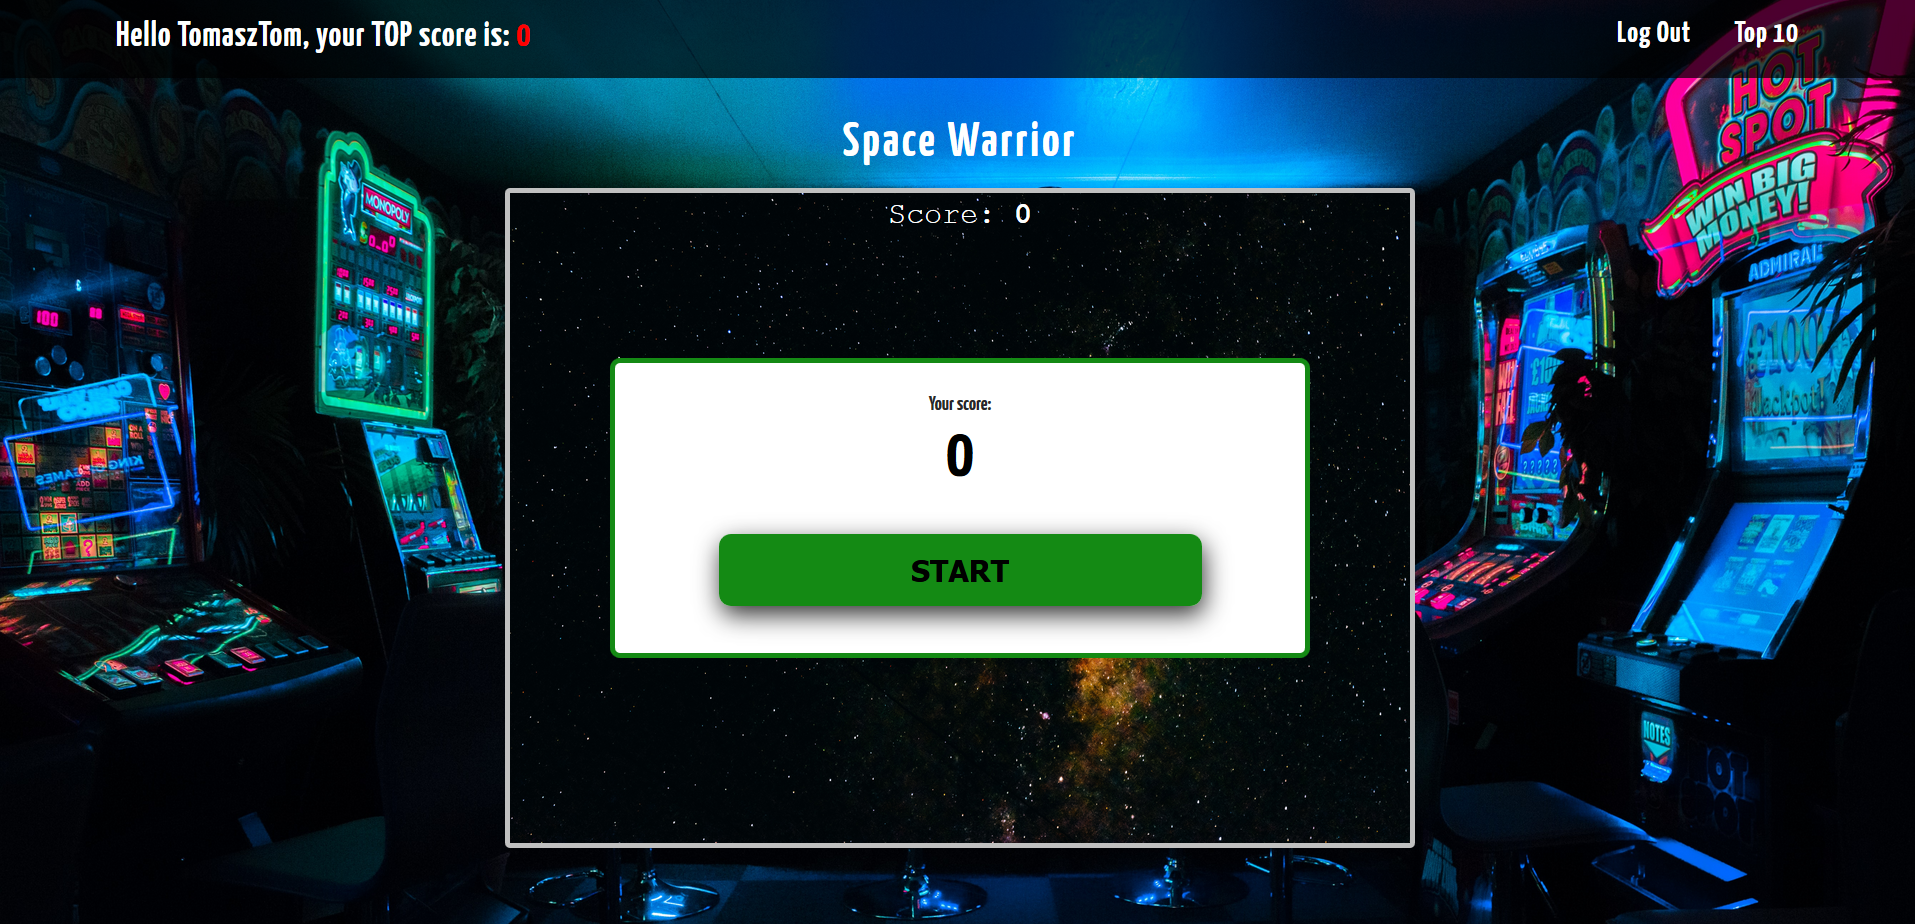 Hello TomaszTom, your TOP score is: 0
Log Out
Top 10
Space Warrior
Score: 0
Your score:
0
START
MONOPOLY
100
HOT
SPOT
WIN BIG
MONEY!
ADMIRAL
£100
Jackpot!
NOTES